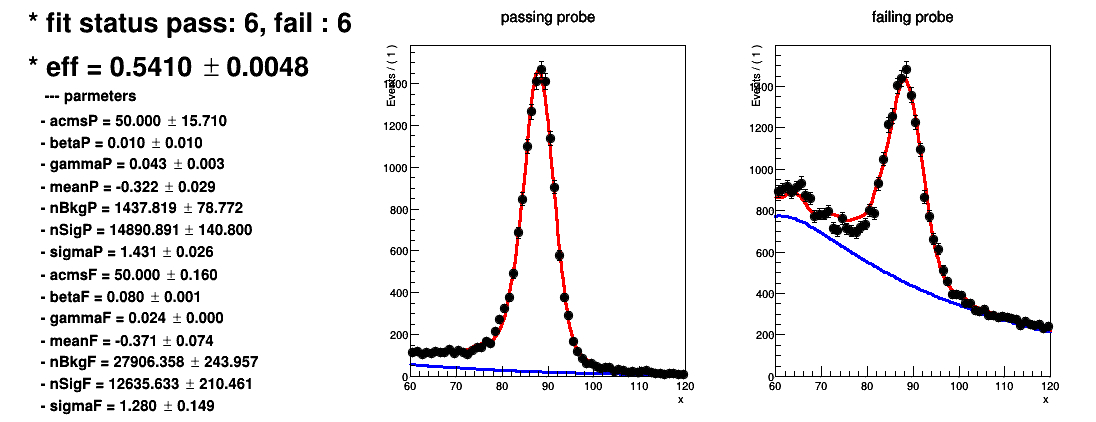 * fit status pass: 6, fail : 6
* eff = 0.5410 ± 0.0048
--- parmeters
- acmsP = 50.000 ± 15.710
- betaP = 0.010 ± 0.010
- gammaP = 0.043 ± 0.003
- meanP = -0.322 ± 0.029
- nBkgP = 1437.819 ± 78.772
- nSigP = 14890.891 ± 140.800
- sigmaP = 1.431 ± 0.026
- acmsF = 50.000 ± 0.160
- betaF = 0.080 ± 0.001
- gammaF = 0.024 ± 0.000
- meanF = -0.371 ± 0.074
- nBkgF = 27906.358 ± 243.957
- nSigF = 12635.633 ± 210.461
- sigmaF = 1.280 ± 0.149
passing probe
Events / ( 1 )
1400
1200
1000
800
600
400
200
0
60 70 80 90 100 110 120
x
failing probe
Events / ( 1 )
1400
1200
1000
800
600
400
200
0
60 70 80 90 100 110 120
x